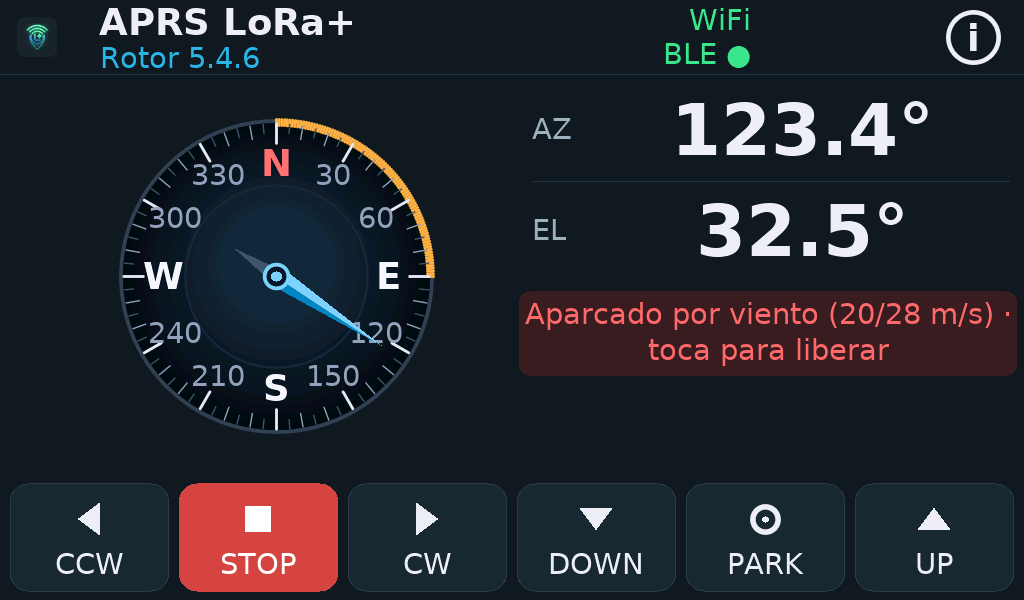 APRS LoRa+
Rotor 5.4.6
WiFi
BLE
i
N
330
30
300
60
W
E
240
120
210
150
S
AZ
123.4°
EL
32.5°
Aparcado por viento (20/28 m/s) ·
toca para liberar
CCW
STOP
CW
DOWN
PARK
UP